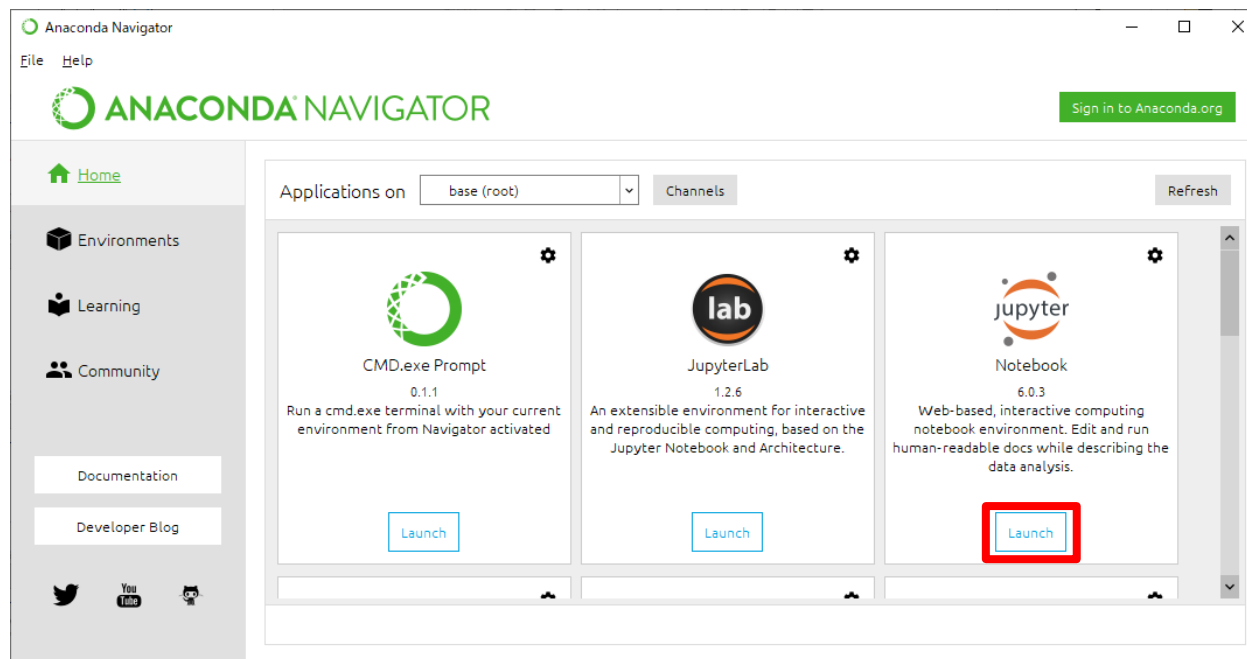 Anaconda Navigator
File Help
ANACONDA NAVIGATOR
Sign in to Anaconda.org
Home
Environments
Learning
Community
Documentation
Developer Blog
You
Tube
Applications on base (root) Channels Refresh
CMD.exe Prompt
0.1.1
Run a cmd.exe terminal with your current
environment from Navigator activated
Launch
lab
JupyterLab
1.2.6
An extensible environment for interactive
and reproducible computing, based on the
Jupyter Notebook and Architecture.
Launch
jupyter
Notebook
6.0.3
Web-based, interactive computing
notebook environment. Edit and run
human-readable docs while describing the
data analysis.
Launch